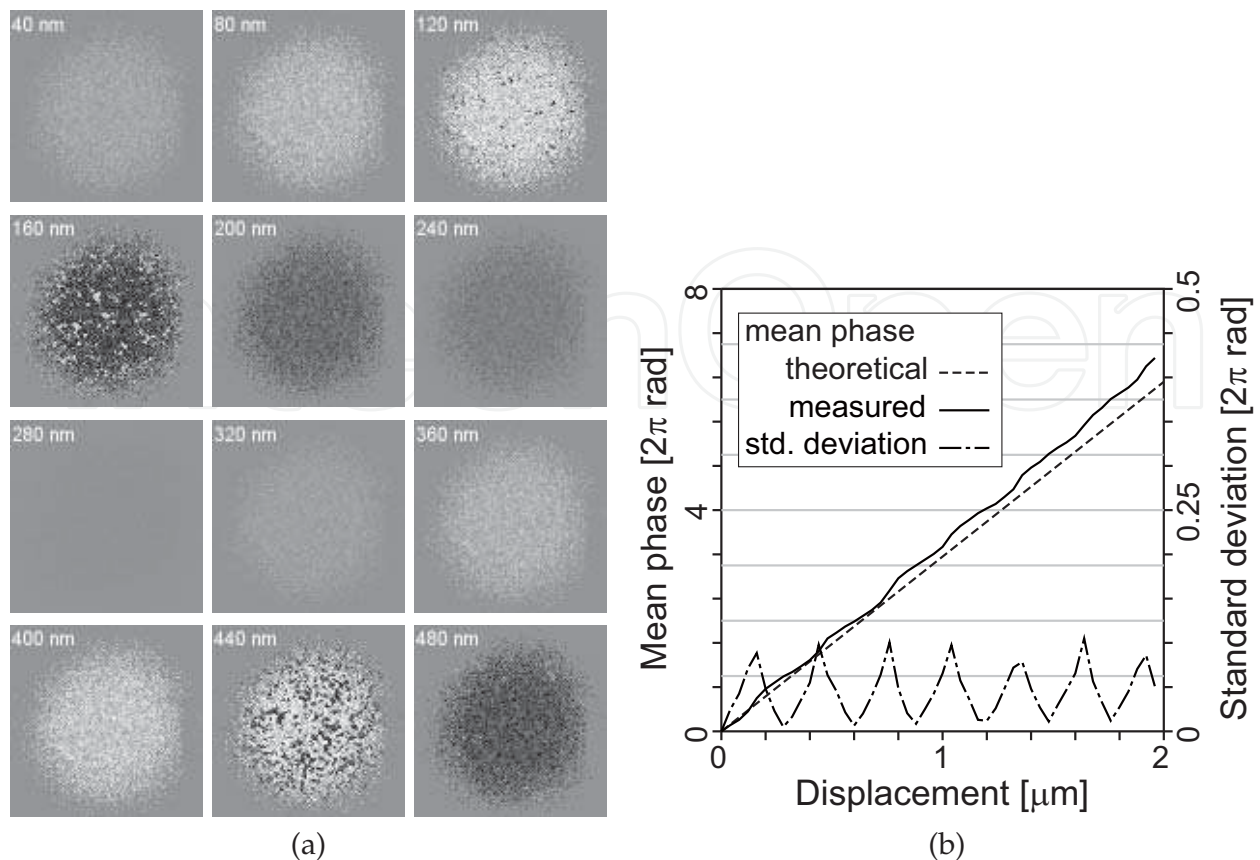 40 nm 80 nm 120 nm
160 nm 200 nm 240 nm
280 nm 320 nm 360 nm
400 nm 440 nm 480 nm
(a)
Mean phase [2π rad]
8
4
0
mean phase
theoretical
measured
std. deviation
0.5
0.25
0
Standard deviation [2π rad]
0 1 2
Displacement [μm]
(b)
InTechOpen